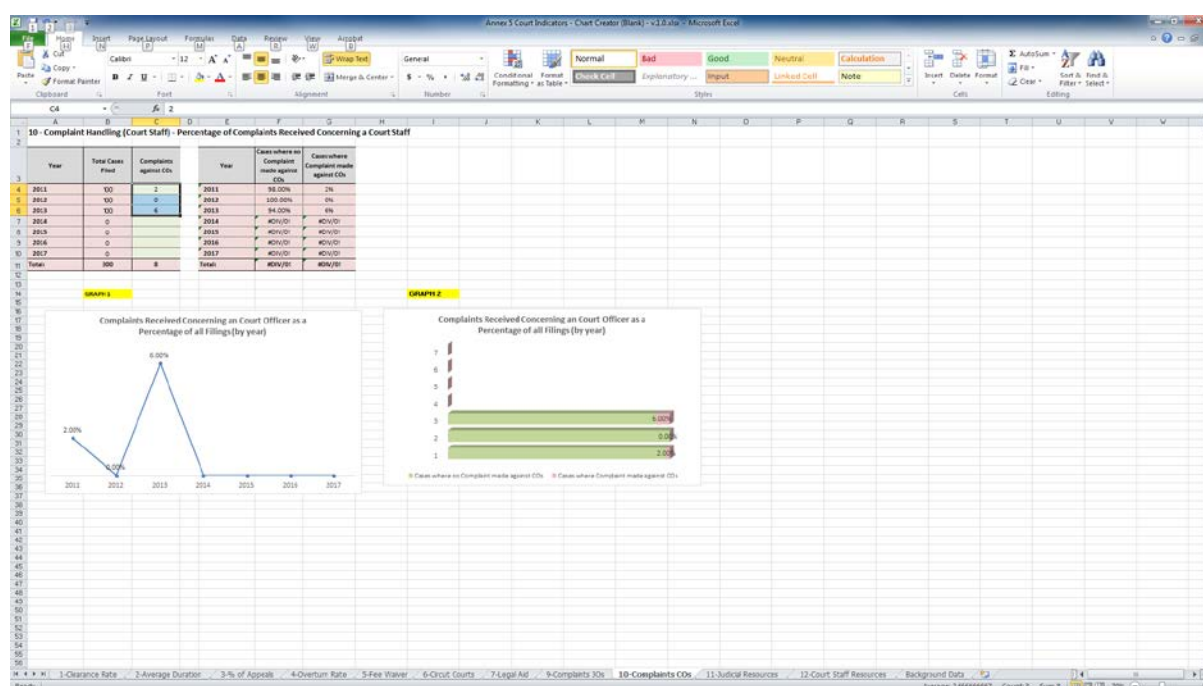 Annex 5 Court Indicators - Chart Creator (Blank) - v.1.0.xlsx - Microsoft Excel
File Home Insert Page Layout Formulas Data Review View Acrobat
Paste
Cut
Copy
Format Painter
Clipboard
Calibri 12
B I U
Font
Wrap Text
Merge & Center
Alignment
General
$ % ,
Number
Conditional Formatting
Format as Table
Normal Bad Good Neutral Calculation
Check Cell Explanatory ... Input Linked Cell Note
Styles
Insert Delete Format
Cells
AutoSum
Fill
Clear
Sort & Filter
Find & Select
Editing
C4 fx 2
A B C D E F G H I J K L M N O P Q R S T U V W
10 - Complaint Handling (Court Staff) - Percentage of Complaints Received Concerning a Court Staff
Year Total Cases Filed Complaints against COs Year Cases where no Complaint made against COs Cases where Complaint made against COs
2011 100 2 2011 98.00% 2%
2012 100 0 2012 100.00% 0%
2013 100 6 2013 94.00% 6%
2014 0 2014 #DIV/0! #DIV/0!
2015 0 2015 #DIV/0! #DIV/0!
2016 0 2016 #DIV/0! #DIV/0!
2017 0 2017 #DIV/0! #DIV/0!
Total: 300 8 Total: #DIV/0! #DIV/0!
GRAPH 1 GRAPH 2
Complaints Received Concerning an Court Officer as a
Percentage of all Filings (by year)
2.00%
0.00%
6.00%
2011 2012 2013 2014 2015 2016 2017
Complaints Received Concerning an Court Officer as a
Percentage of all Filings (by year)
7
6
5
4
3 6.00%
2 0.00%
1 2.00%
Cases where no Complaint made against COs Cases where Complaint made against COs
1-Clearance Rate 2-Average Duration 3-% of Appeals 4-Overturn Rate 5-Fee Waiver 6-Circuit Courts 7-Legal Aid 9-Complaints JOs 10-Complaints COs 11-Judicial Resources 12-Court Staff Resources Background Data